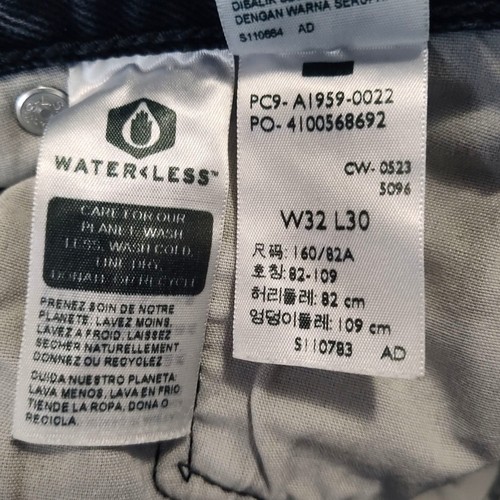 WATER<LESS™
CARE FOR OUR
PLANET. WASH
LESS, WASH COLD,
LINE DRY,
DONATE OR RECYCLE
PRENEZ SOIN DE NOTRE
PLANETE. LAVEZ MOINS,
LAVEZ A FROID, LAISSEZ
SECHER NATURELLEMENT
DONNEZ OU RECYCLEZ
CUIDA NUESTRO PLANETA
LAVA MENOS, LAVA EN FRIO
TIENDE LA ROPA, DONA O
RECICLA.
DIBALIK
DENGAN WARNA
S110664 AD
PC9- A1959-0022
PO- 4100568692
CW- 0523
5096
W32 L30
尺码: 160/82A
호칭: 82-109
허리둘레: 82 cm
엉덩이둘레: 109 cm
S110783 AD